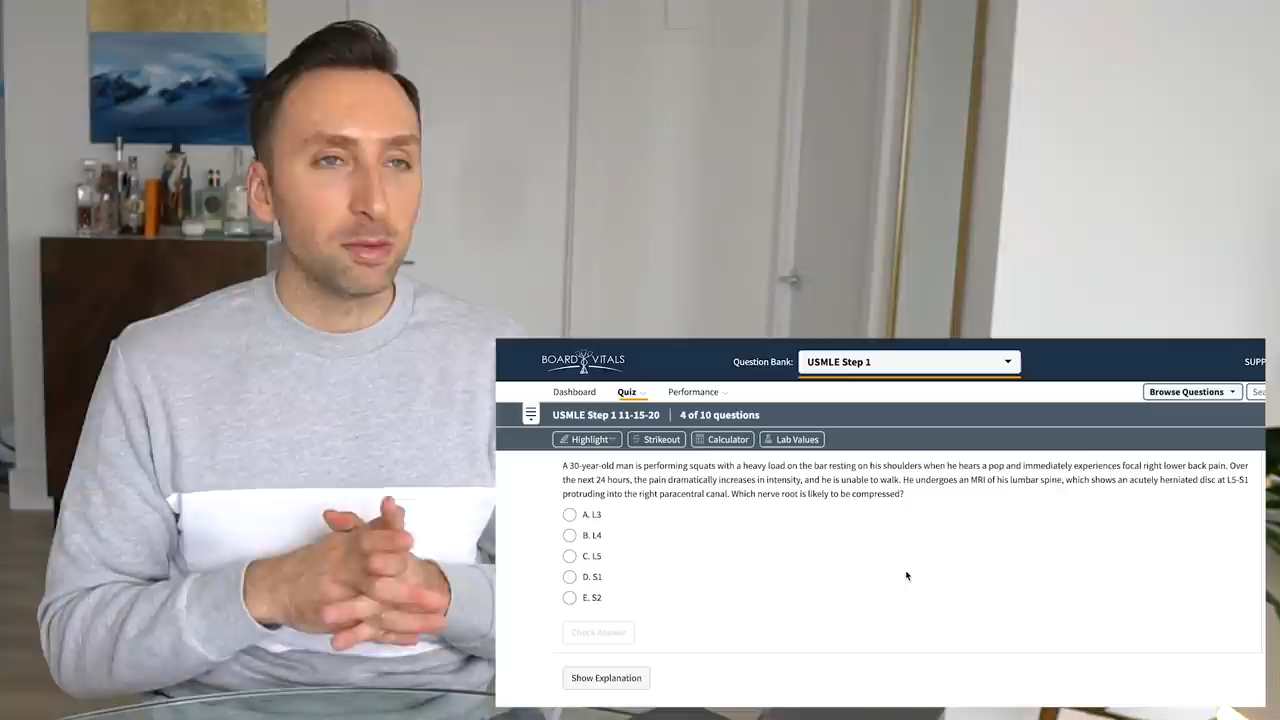 BOARD VITALS
Question Bank:
USMLE Step 1
SUPP
Dashboard
Quiz
Performance
Browse Questions
Sea
USMLE Step 1 11-15-20
4 of 10 questions
Highlight
Strikeout
Calculator
Lab Values
A 30-year-old man is performing squats with a heavy load on the bar resting on his shoulders when he hears a pop and immediately experiences focal right lower back pain. Over
the next 24 hours, the pain dramatically increases in intensity, and he is unable to walk. He undergoes an MRI of his lumbar spine, which shows an acutely herniated disc at L5-S1
protruding into the right paracentral canal. Which nerve root is likely to be compressed?
A. L3
B. L4
C. L5
D. S1
E. S2
Check Answer
Show Explanation